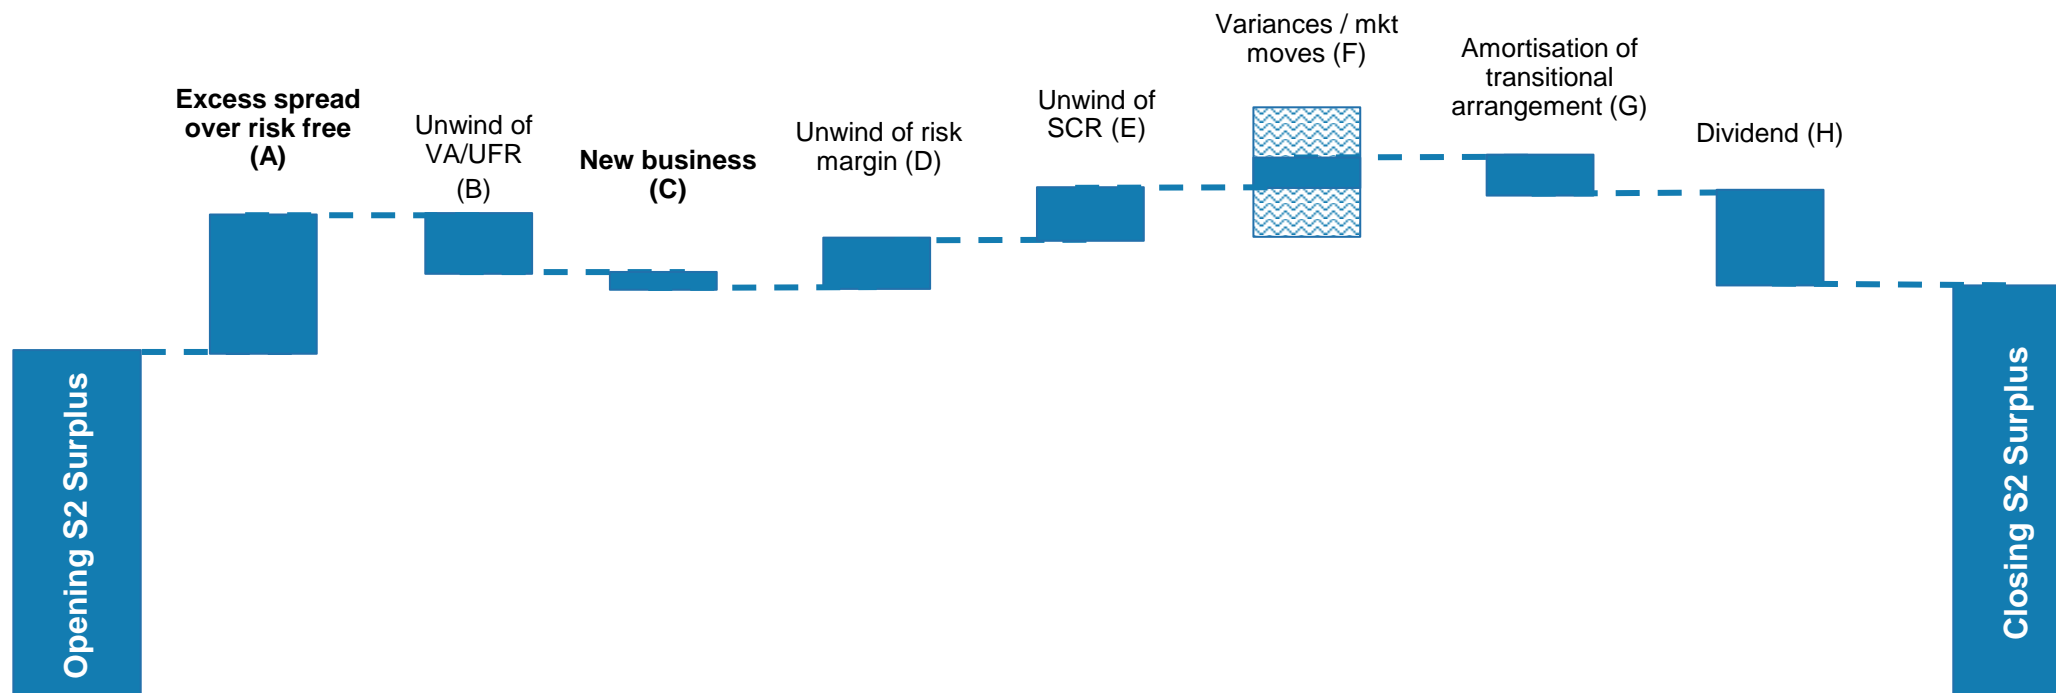 Opening S2 Surplus
Excess spread
over risk free
(A)
Unwind of
VA/UFR
(B)
New business
(C)
Unwind of risk
margin (D)
Unwind of
SCR (E)
Variances / mkt
moves (F)
Amortisation of
transitional
arrangement (G)
Dividend (H)
Closing S2 Surplus